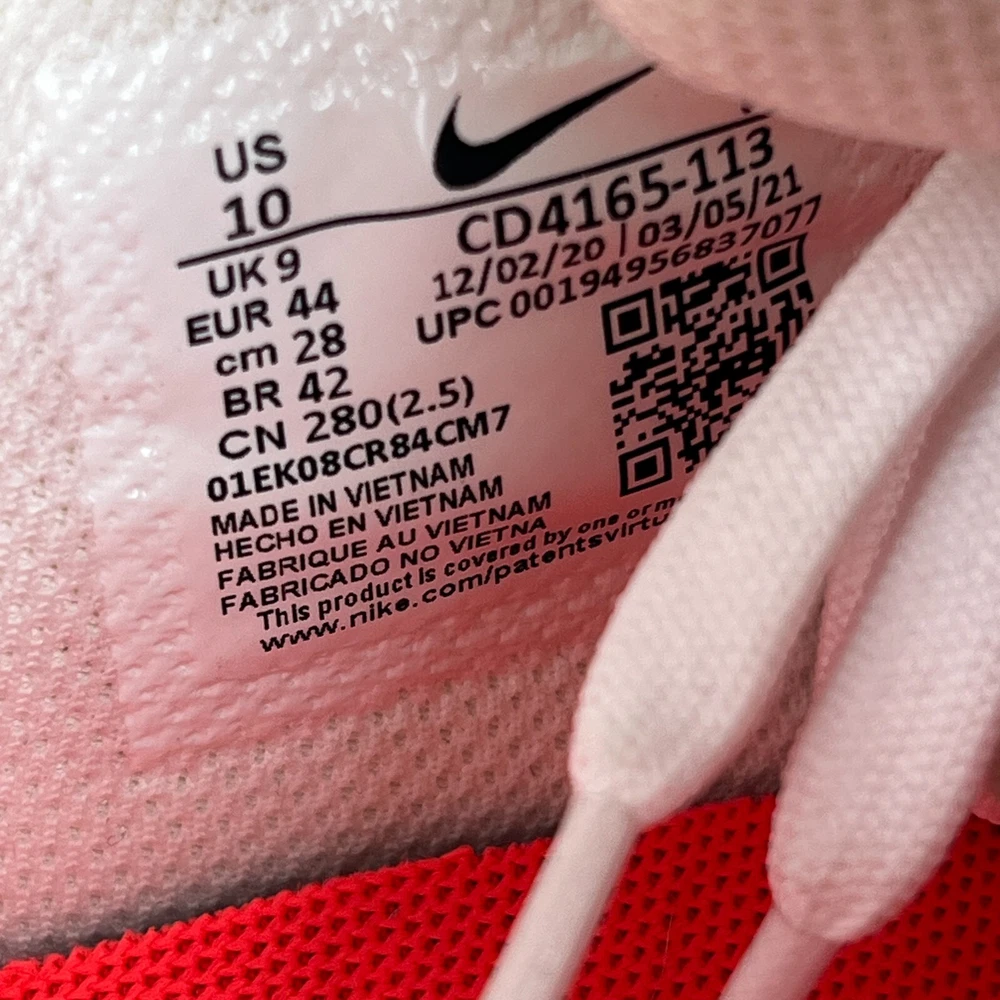 US
10
UK 9
EUR 44
cm 28
BR 42
CN 280(2.5)
01EK08CR84CM7
CD4165-113
12/02/20 | 03/05/21
UPC 00194956837077
MADE IN VIETNAM
HECHO EN VIETNAM
FABRIQUE AU VIETNAM
FABRICADO NO VIETNA
This product is covered by one or m
www.nike.com/patentsvirtu